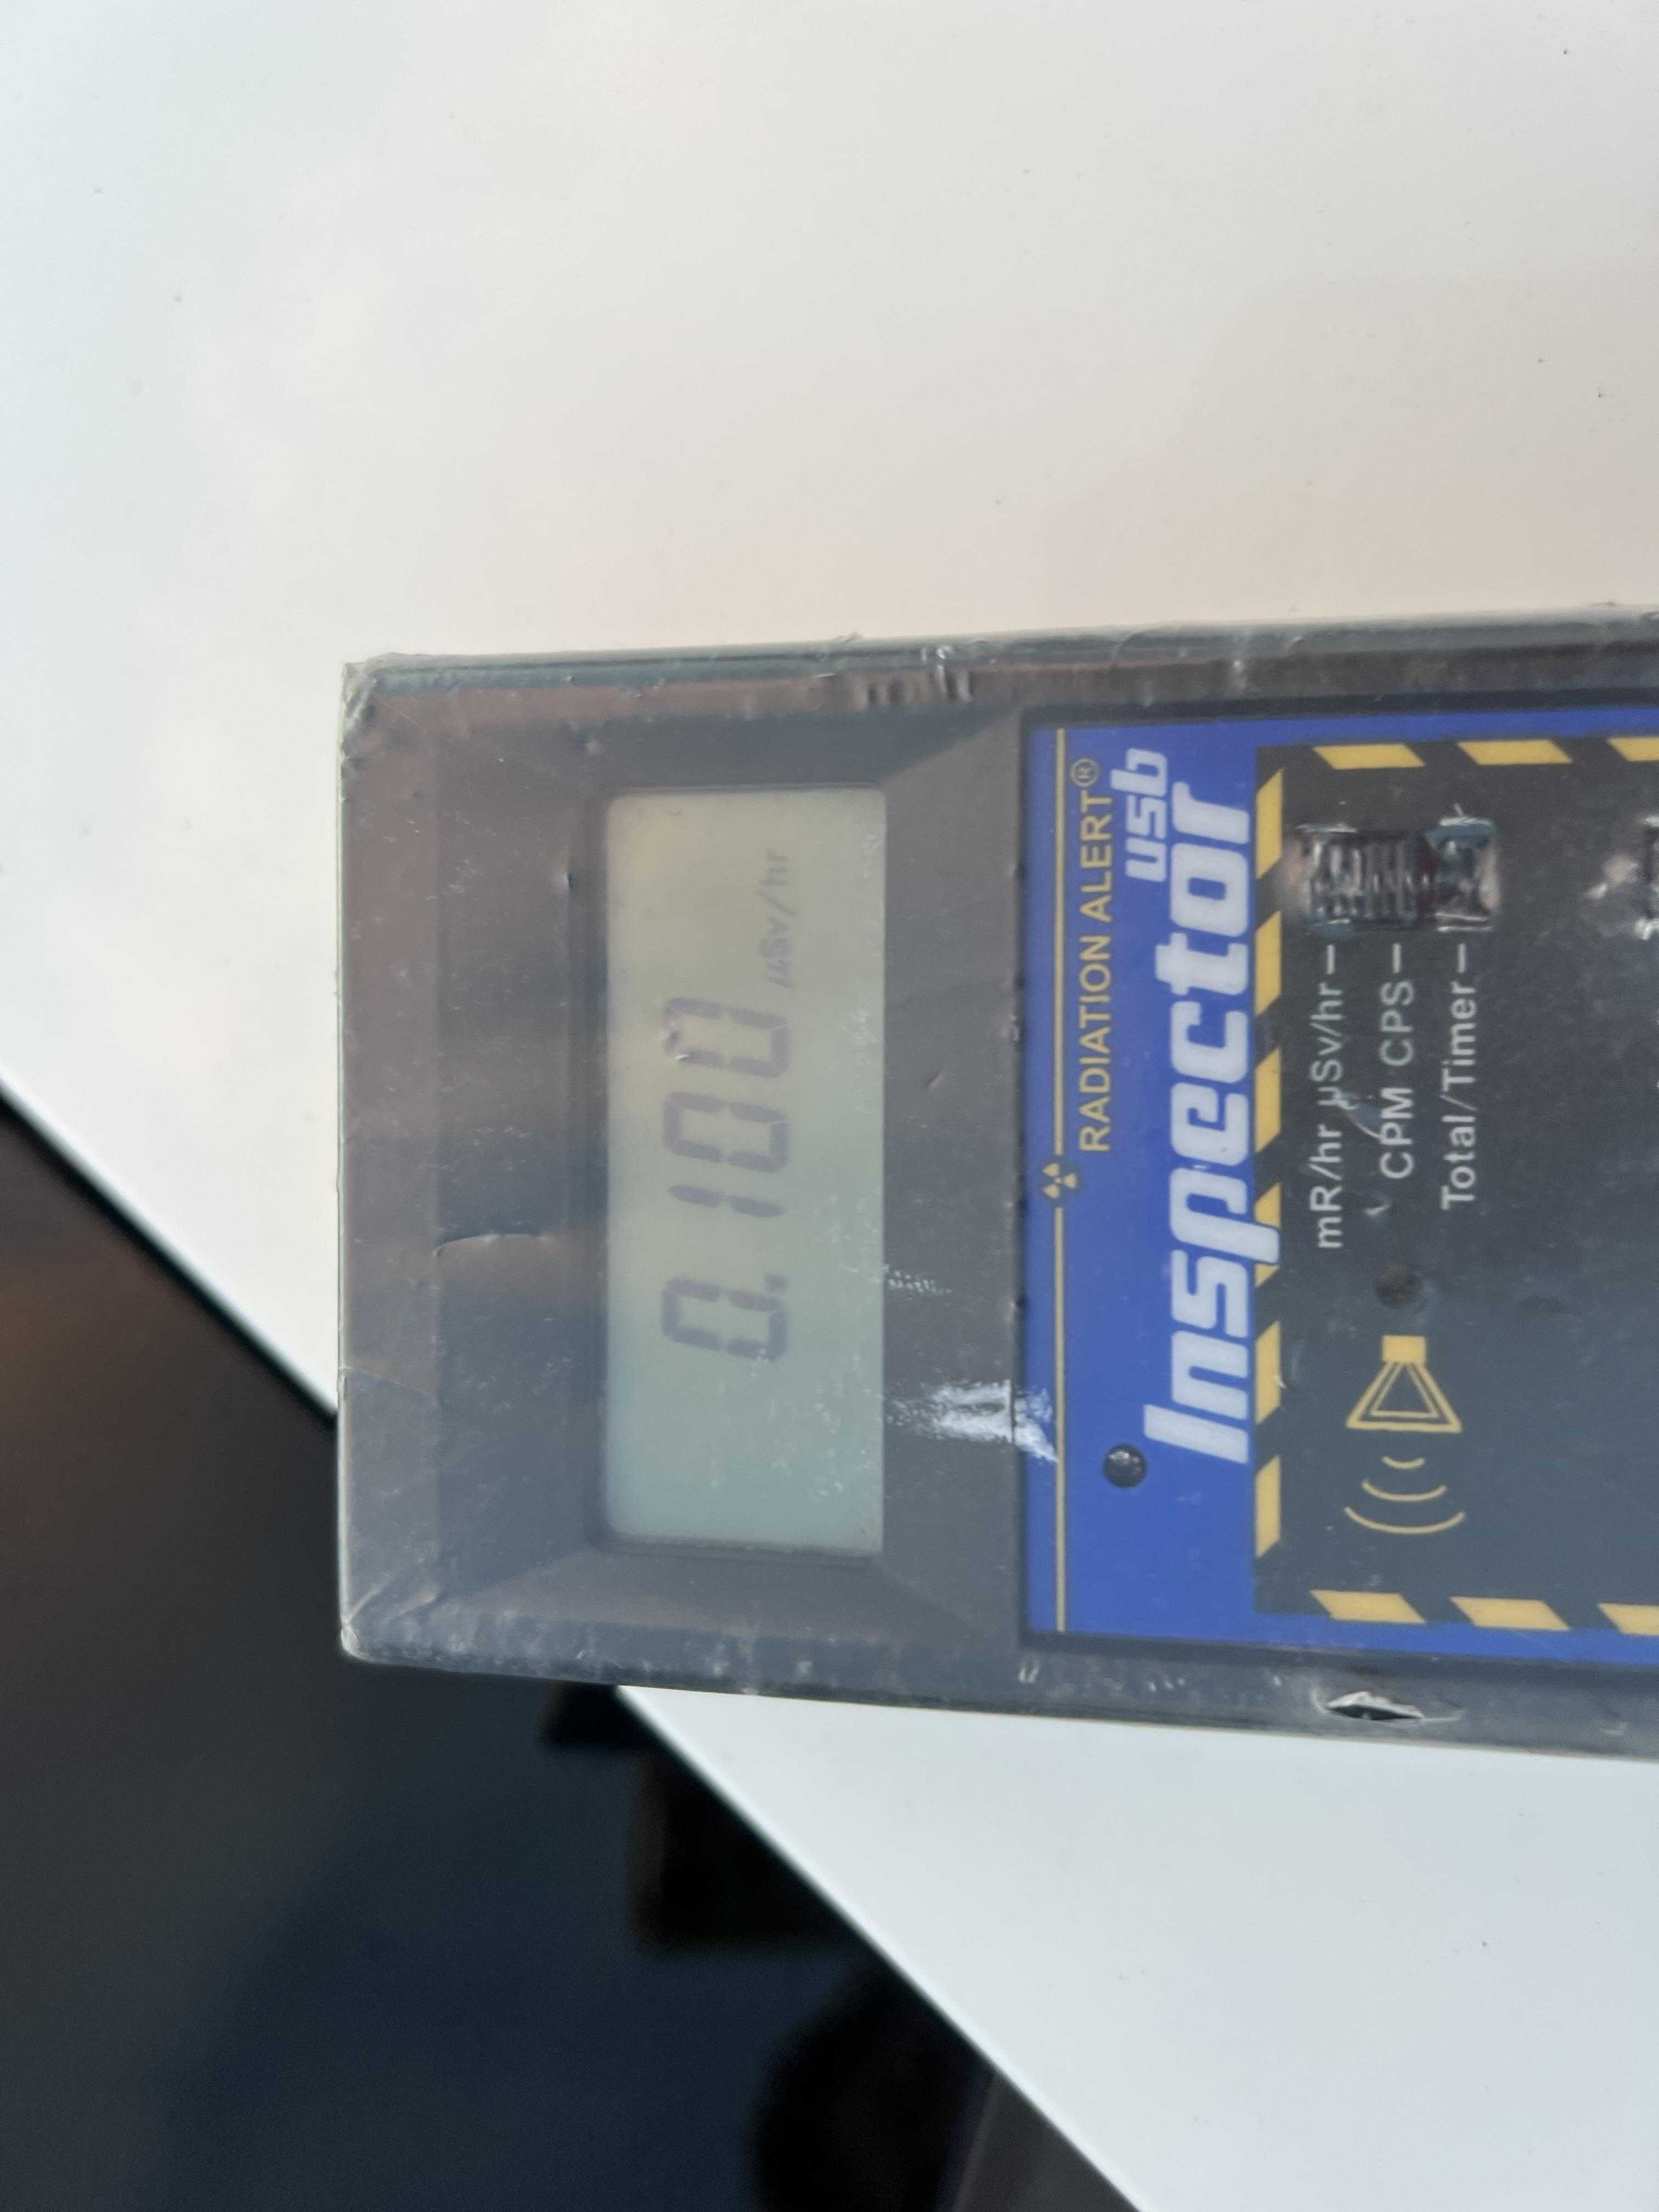 0.100 µSv/hr
RADIATION ALERT®
Inspector usb
mR/hr µSv/hr
CPM CPS
Total/Timer